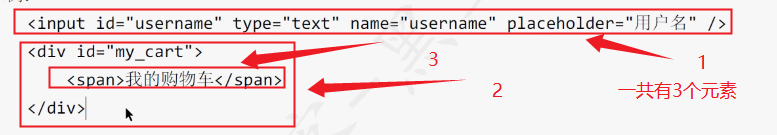 <input id="username" type="text" name="username" placeholder="用户名" />
<div id="my_cart">
3
1
<span>我的购物车</span>
2
一共有3个元素
</div>